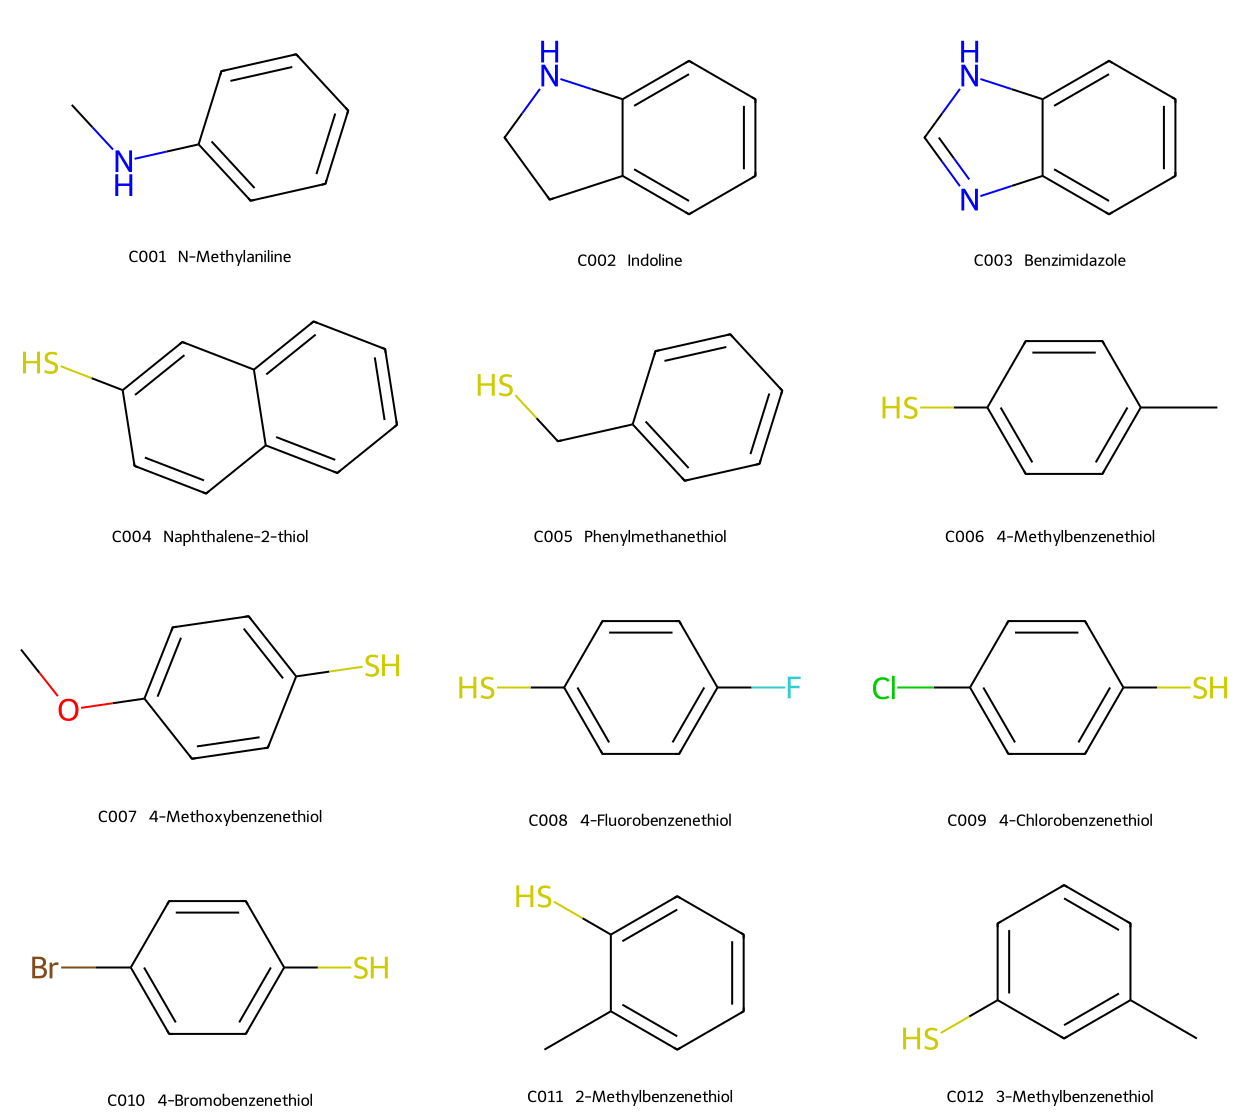 H
N
H
N
H
N
N
H
N
C001 N-Methylaniline
C002 Indoline
C003 Benzimidazole
HS
HS
HS
C004 Naphthalene-2-thiol
C005 Phenylmethanethiol
C006 4-Methylbenzenethiol
O
SH
HS
F
Cl
SH
C007 4-Methoxybenzenethiol
C008 4-Fluorobenzenethiol
C009 4-Chlorobenzenethiol
Br
SH
HS
HS
C010 4-Bromobenzenethiol
C011 2-Methylbenzenethiol
C012 3-Methylbenzenethiol